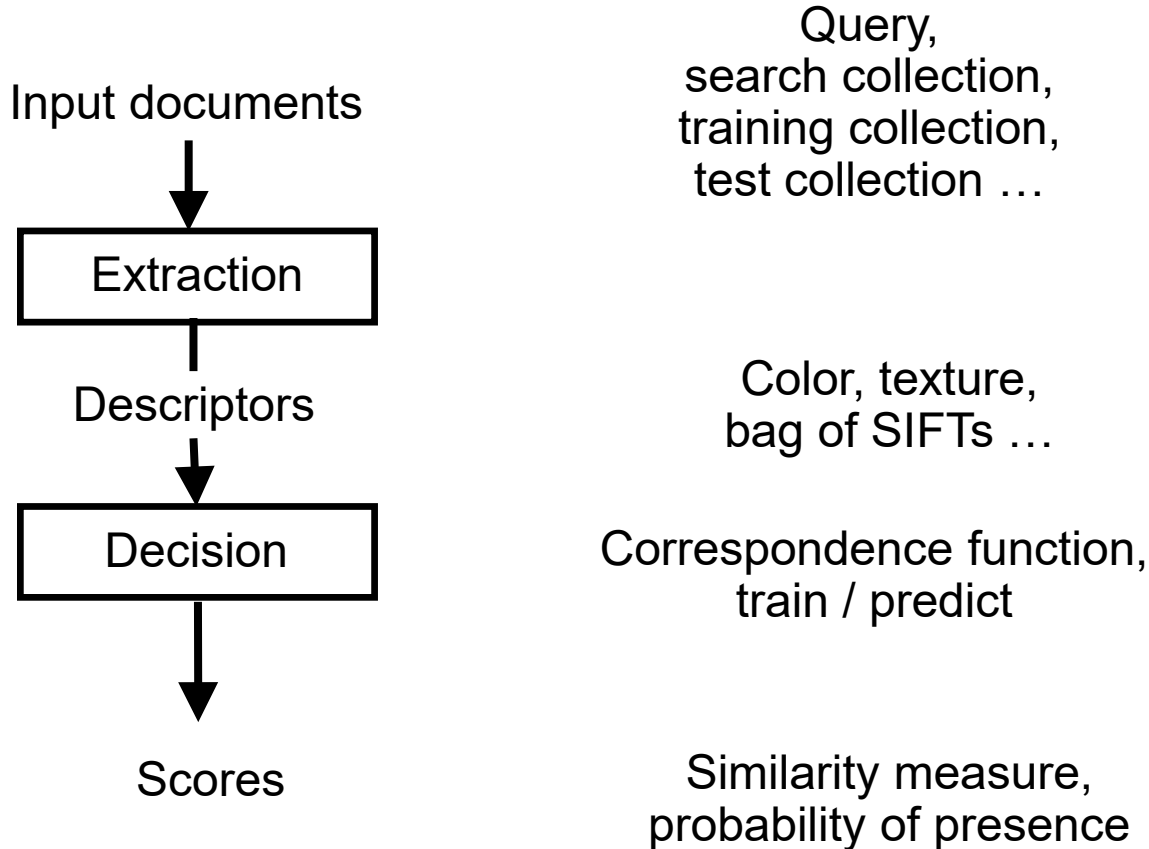 Input documents
Query,
search collection,
training collection,
test collection …
Extraction
Descriptors
Color, texture,
bag of SIFTs …
Decision
Correspondence function,
train / predict
Scores
Similarity measure,
probability of presence